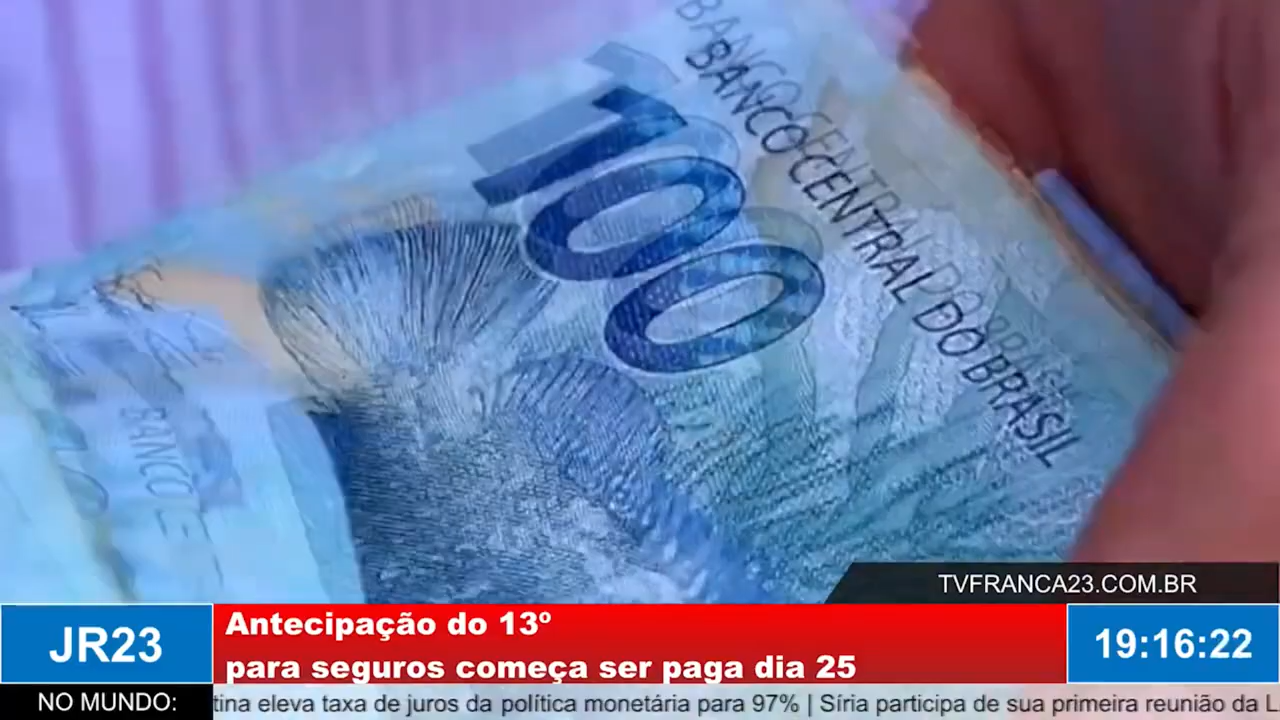 BANCO CENTRAL DO BRASIL
100
BANCO
TVFRANCA23.COM.BR
JR23
Antecipação do 13º
para seguros começa ser paga dia 25
19:16:22
NO MUNDO:
tina eleva taxa de juros da política monetária para 97% | Síria participa de sua primeira reunião da L